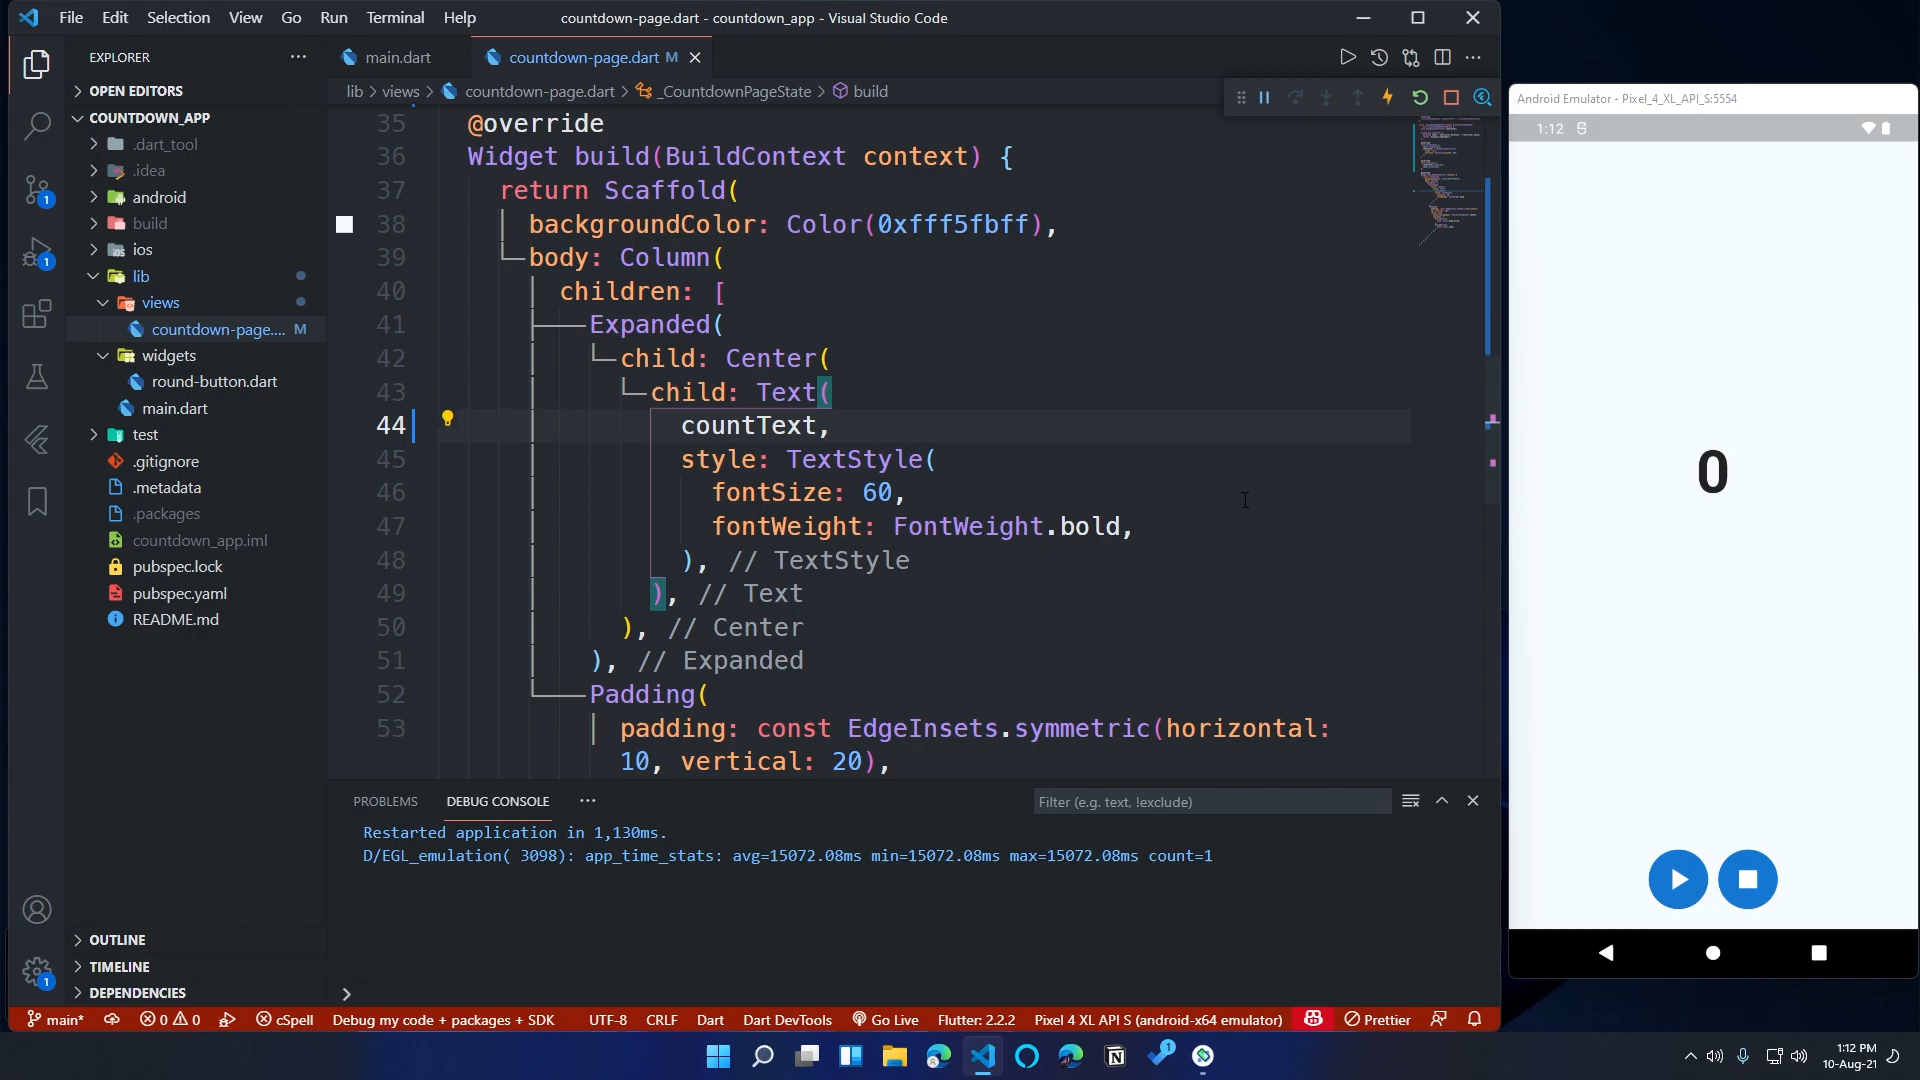 File Edit Selection View Go Run Terminal Help
countdown-page.dart - countdown_app - Visual Studio Code
EXPLORER
OPEN EDITORS
COUNTDOWN_APP
.dart_tool
.idea
android
build
ios
lib
views
countdown-page.... M
widgets
round-button.dart
main.dart
test
.gitignore
.metadata
.packages
countdown_app.iml
pubspec.lock
pubspec.yaml
README.md
OUTLINE
TIMELINE
DEPENDENCIES
1
1
1
main.dart
countdown-page.dart M
lib > views > countdown-page.dart > _CountdownPageState > build
35 @override
36 Widget build(BuildContext context) {
37 return Scaffold(
38 backgroundColor: Color(0xfff5fbff),
39 body: Column(
40 children: [
41 Expanded(
42 child: Center(
43 child: Text(
44 countText,
45 style: TextStyle(
46 fontSize: 60,
47 fontWeight: FontWeight.bold,
48 ), // TextStyle
49 ), // Text
50 ), // Center
51 ), // Expanded
52 Padding(
53 padding: const EdgeInsets.symmetric(horizontal:
10, vertical: 20),
PROBLEMS DEBUG CONSOLE
Filter (e.g. text, !exclude)
Restarted application in 1,130ms.
D/EGL_emulation( 3098): app_time_stats: avg=15072.08ms min=15072.08ms max=15072.08ms count=1
main* 0 0 cSpell Debug my code + packages + SDK UTF-8 CRLF Dart Dart DevTools Go Live Flutter: 2.2.2 Pixel 4 XL API S (android-x64 emulator) Prettier
Android Emulator - Pixel_4_XL_API_S:5554
1:12
0
1
1:12 PM
10-Aug-21